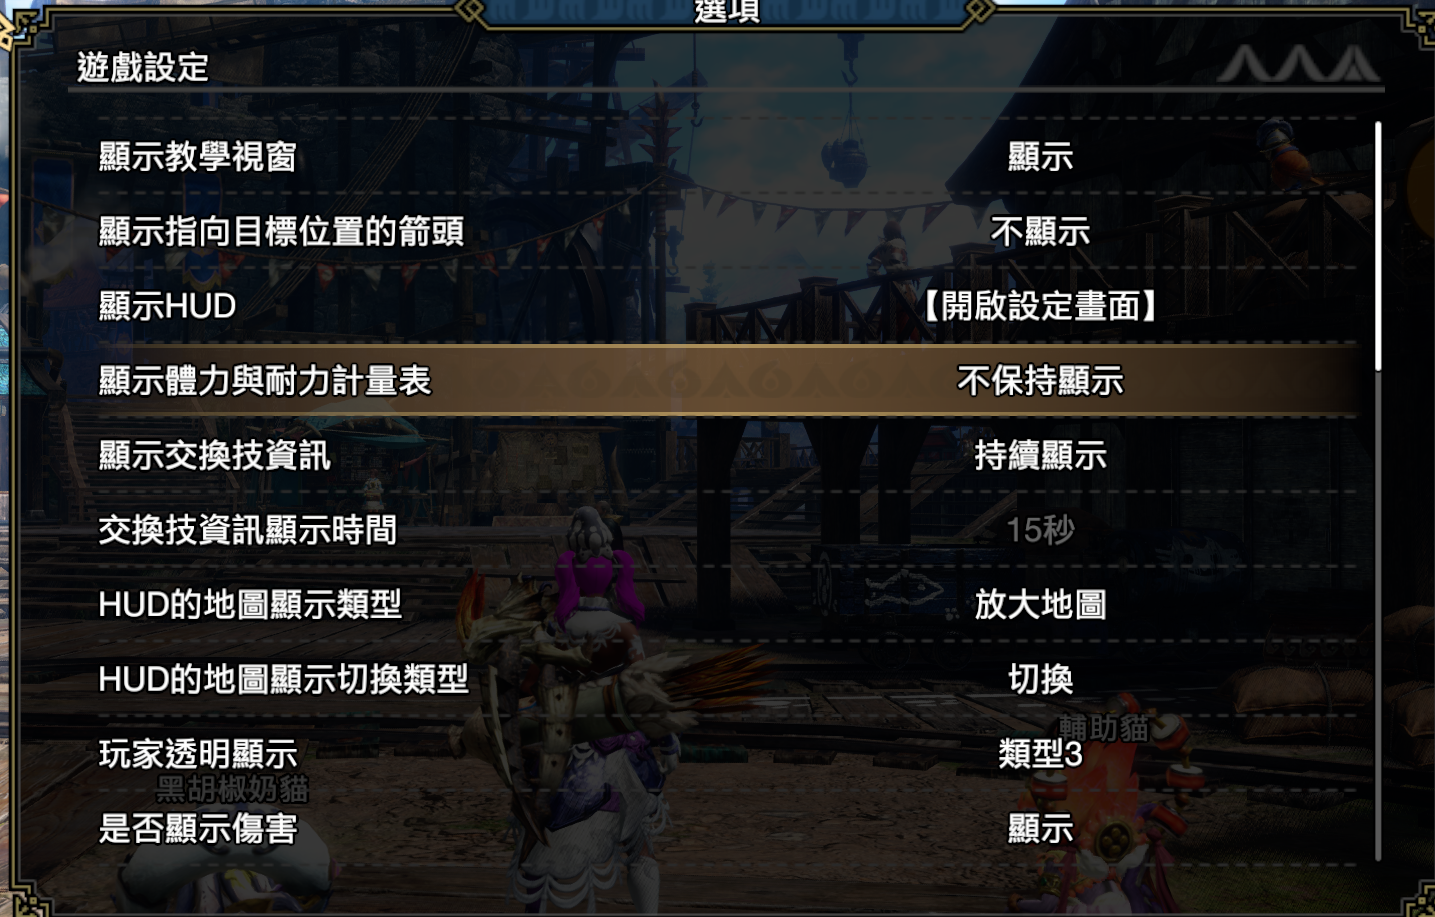 選項
遊戲設定
顯示教學視窗 顯示
顯示指向目標位置的箭頭 不顯示
顯示HUD 【開啟設定畫面】
顯示體力與耐力計量表 不保持顯示
顯示交換技資訊 持續顯示
交換技資訊顯示時間 15秒
HUD的地圖顯示類型 放大地圖
HUD的地圖顯示切換類型 切換
輔助貓
玩家透明顯示 類型3
黑胡椒奶貓
是否顯示傷害 顯示